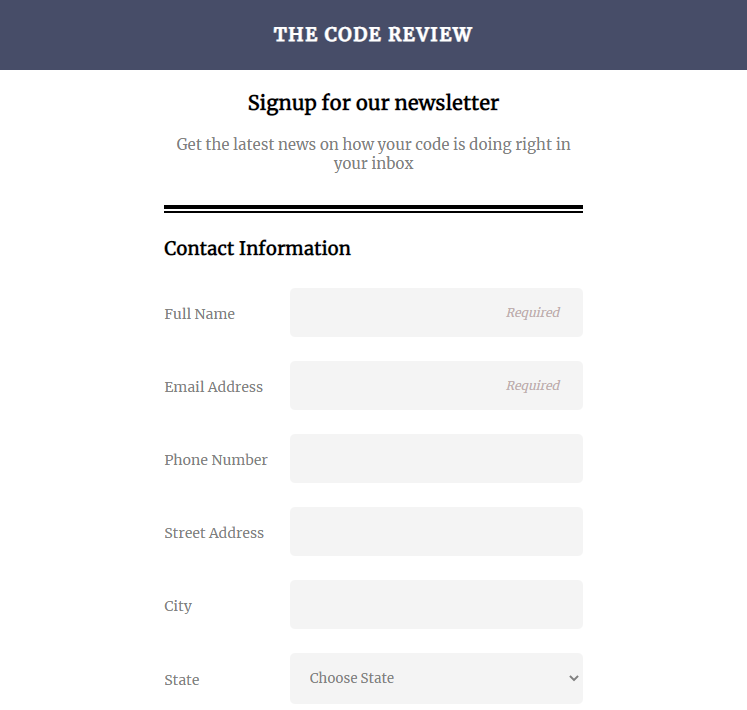 THE CODE REVIEW
Signup for our newsletter
Get the latest news on how your code is doing right in
your inbox
Contact Information
Full Name
Required
Email Address
Required
Phone Number
Street Address
City
State
Choose State